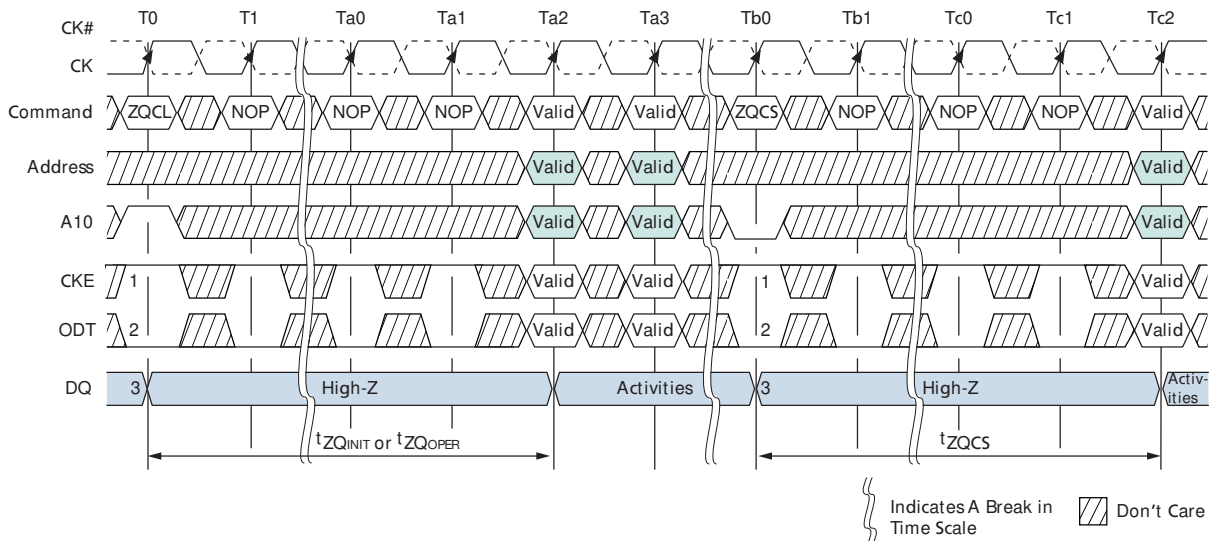 T0 T1 Ta0 Ta1 Ta2 Ta3 Tb0 Tb1 Tc0 Tc1 Tc2
CK#
CK
Command ZQCL NOP NOP NOP Valid Valid ZQCS NOP NOP NOP Valid
Address Valid Valid Valid
A10 Valid Valid Valid
CKE 1 Valid Valid 1 Valid
ODT 2 Valid Valid 2 Valid
DQ 3 High-Z Activities 3 High-Z Activ-
ities
tZQINIT or tZQOPER tZQCS
Indicates A Break in
Time Scale
Don't Care